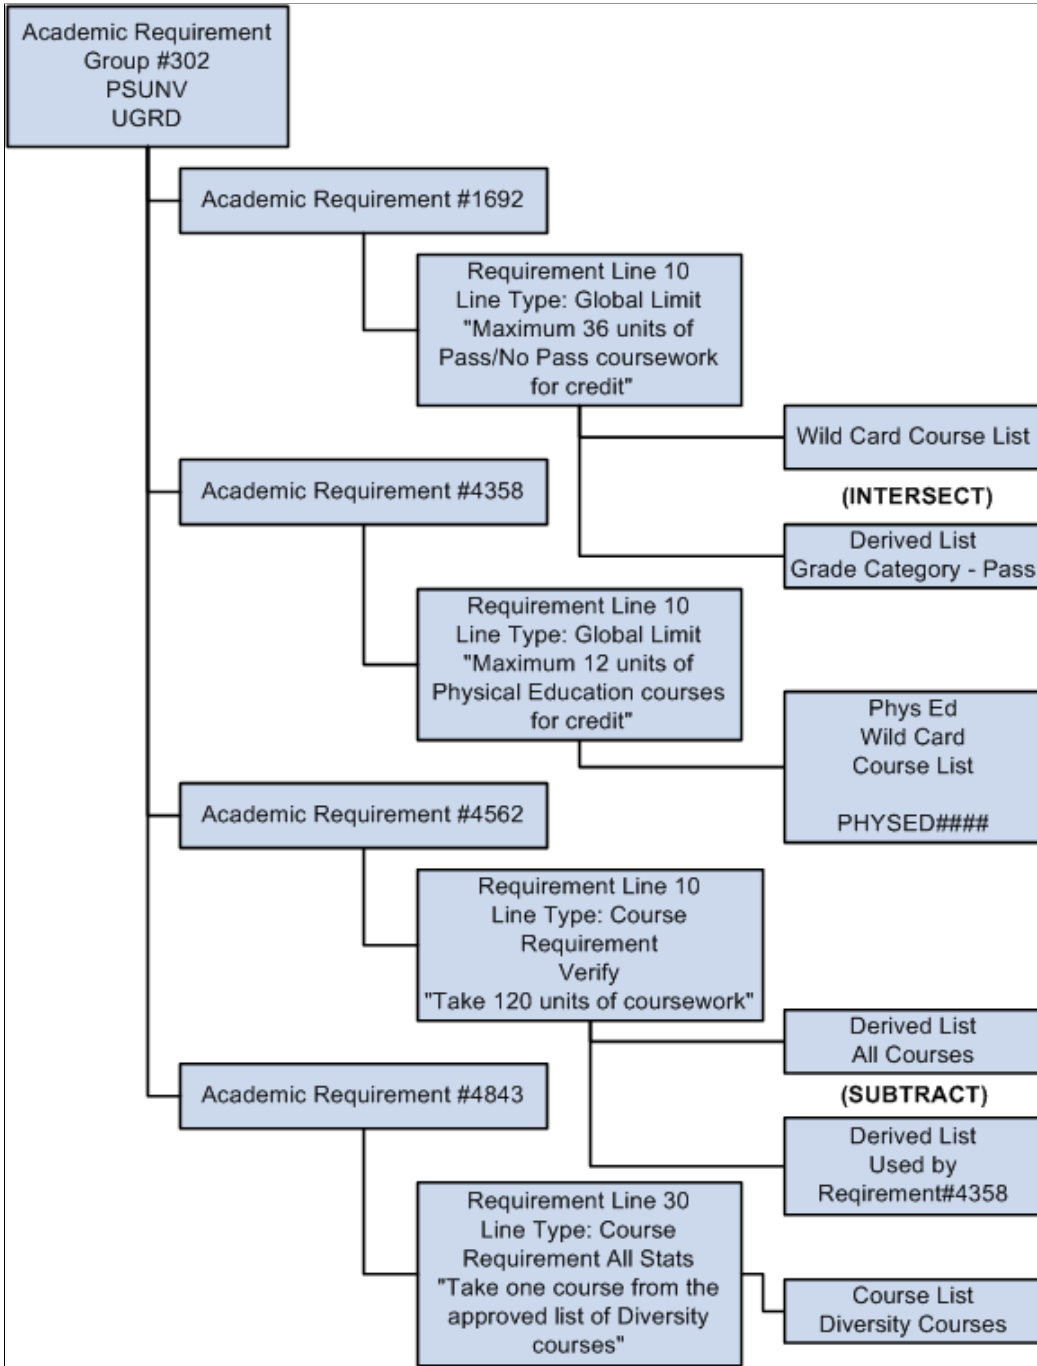 Academic Requirement
Group #302
PSUNV
UGRD
Academic Requirement #1692
Requirement Line 10
Line Type: Global Limit
"Maximum 36 units of
Pass/No Pass coursework
for credit"
Wild Card Course List
(INTERSECT)
Derived List
Grade Category - Pass
Academic Requirement #4358
Requirement Line 10
Line Type: Global Limit
"Maximum 12 units of
Physical Education courses
for credit"
Phys Ed
Wild Card
Course List
PHYSED####
Academic Requirement #4562
Requirement Line 10
Line Type: Course
Requirement
Verify
"Take 120 units of coursework"
Derived List
All Courses
(SUBTRACT)
Derived List
Used by
Reqirement#4358
Academic Requirement #4843
Requirement Line 30
Line Type: Course
Requirement All Stats
"Take one course from the
approved list of Diversity
courses"
Course List
Diversity Courses